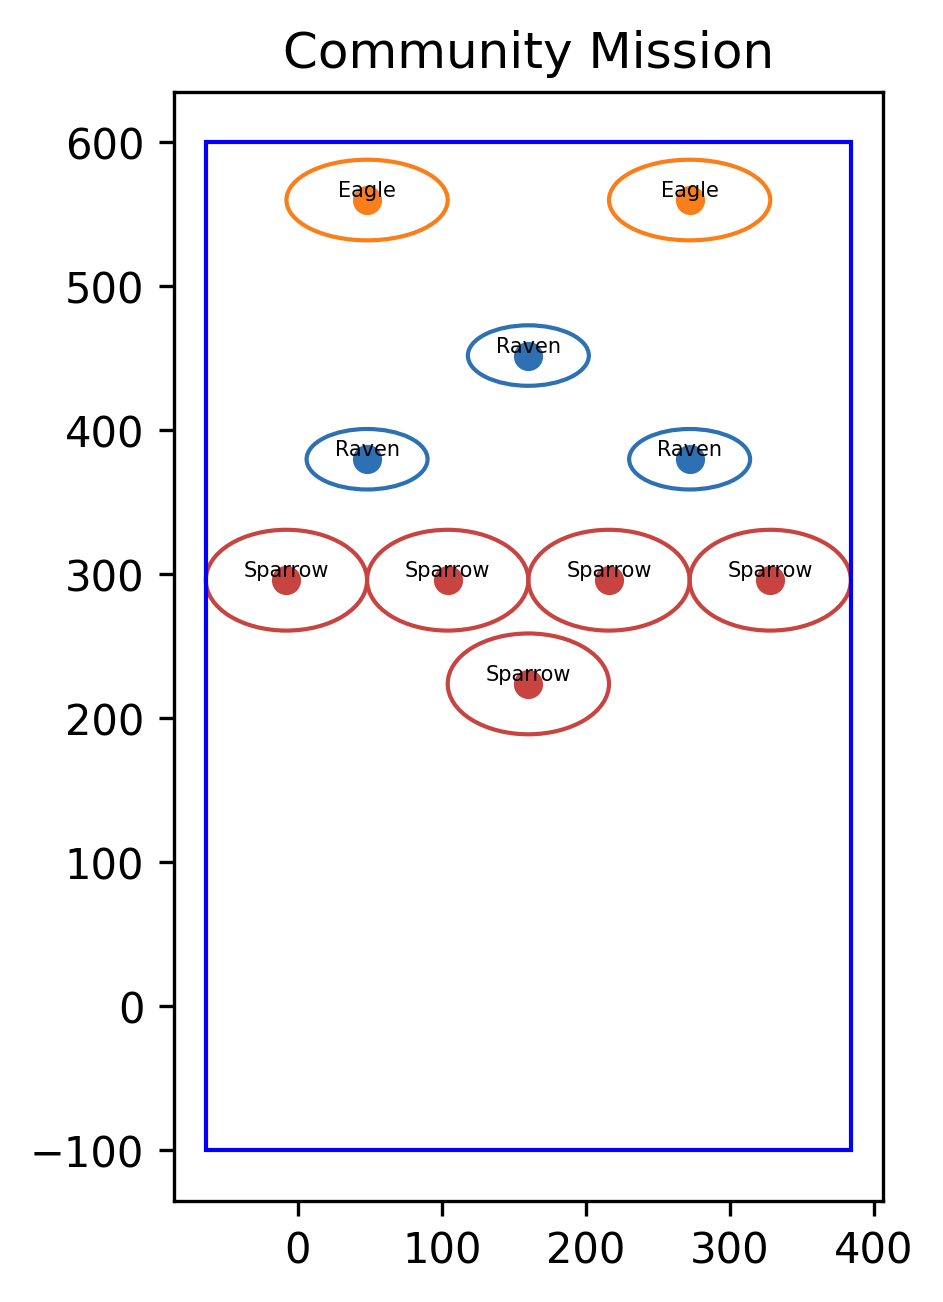 Community Mission
600
Eagle Eagle
500
Raven
400
Raven Raven
300
Sparrow Sparrow Sparrow Sparrow
Sparrow
200
100
0
−100
0 100 200 300 400